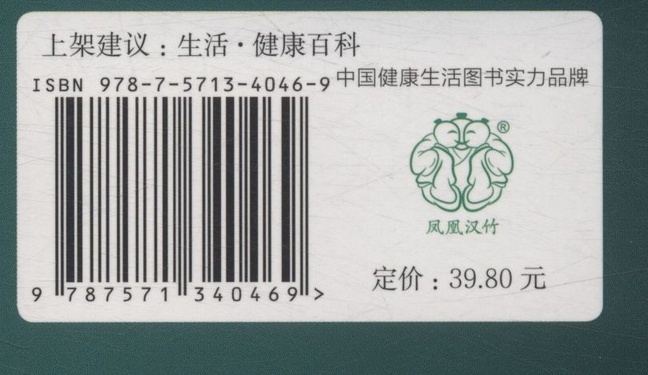 上架建议：生活·健康百科
ISBN 978-7-5713-4046-9
中国健康生活图书实力品牌
®
凤凰汉竹
9 787571 340469 >
定价：39.80 元